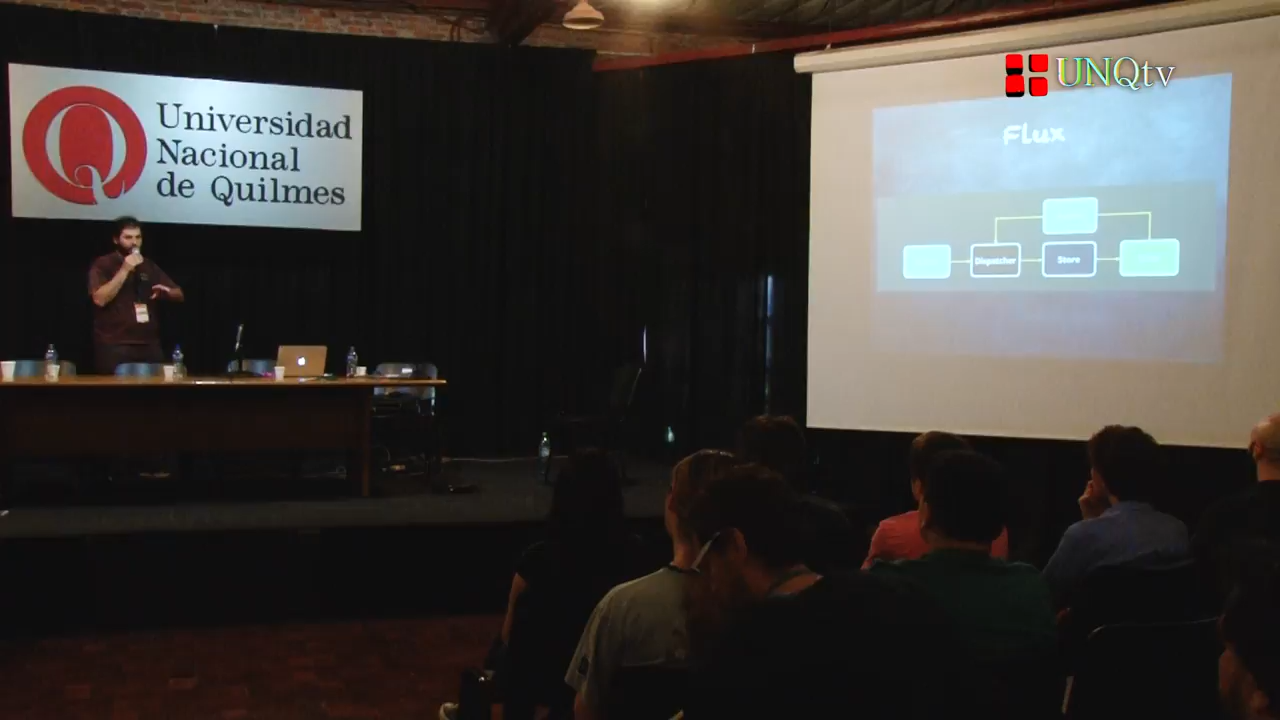 Universidad
Nacional
de Quilmes
UNQtv
Flux
Dispatcher
Store